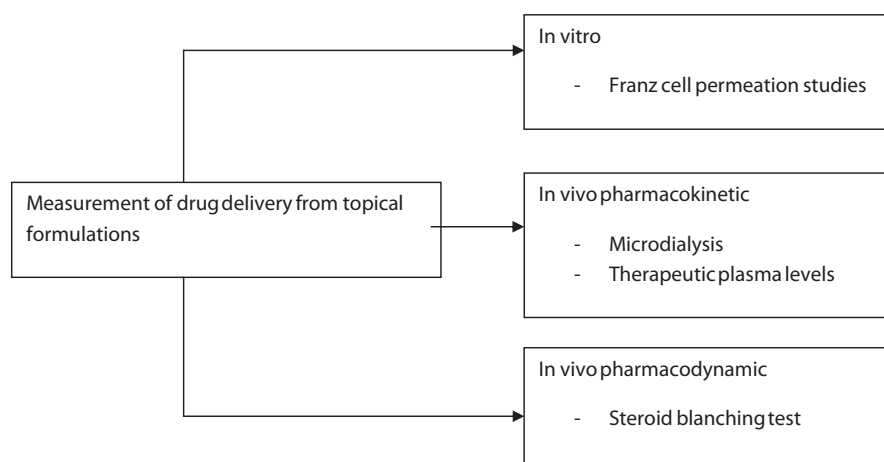 In vitro
- Franz cell permeation studies
Measurement of drug delivery from topical
formulations
In vivo pharmacokinetic
- Microdialysis
- Therapeutic plasma levels
In vivo pharmacodynamic
- Steroid blanching test